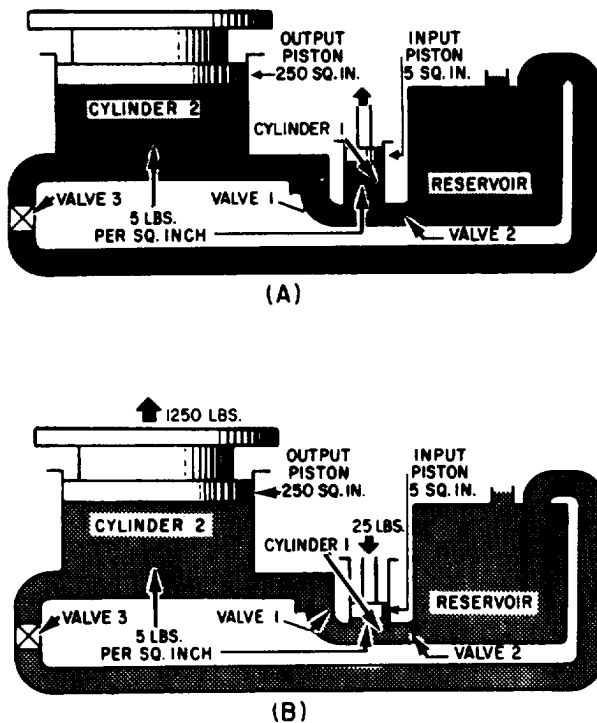 OUTPUT
PISTON
250 SQ. IN.
INPUT
PISTON
5 SQ. IN.
CYLINDER 2
CYLINDER 1
RESERVOIR
VALVE 3
VALVE 1
5 LBS.
PER SQ. INCH
VALVE 2
(A)
1250 LBS.
OUTPUT
PISTON
250 SQ. IN.
INPUT
PISTON
5 SQ. IN.
CYLINDER 2
25 LBS.
CYLINDER 1
RESERVOIR
VALVE 3
VALVE 1
5 LBS.
PER SQ. INCH
VALVE 2
(B)